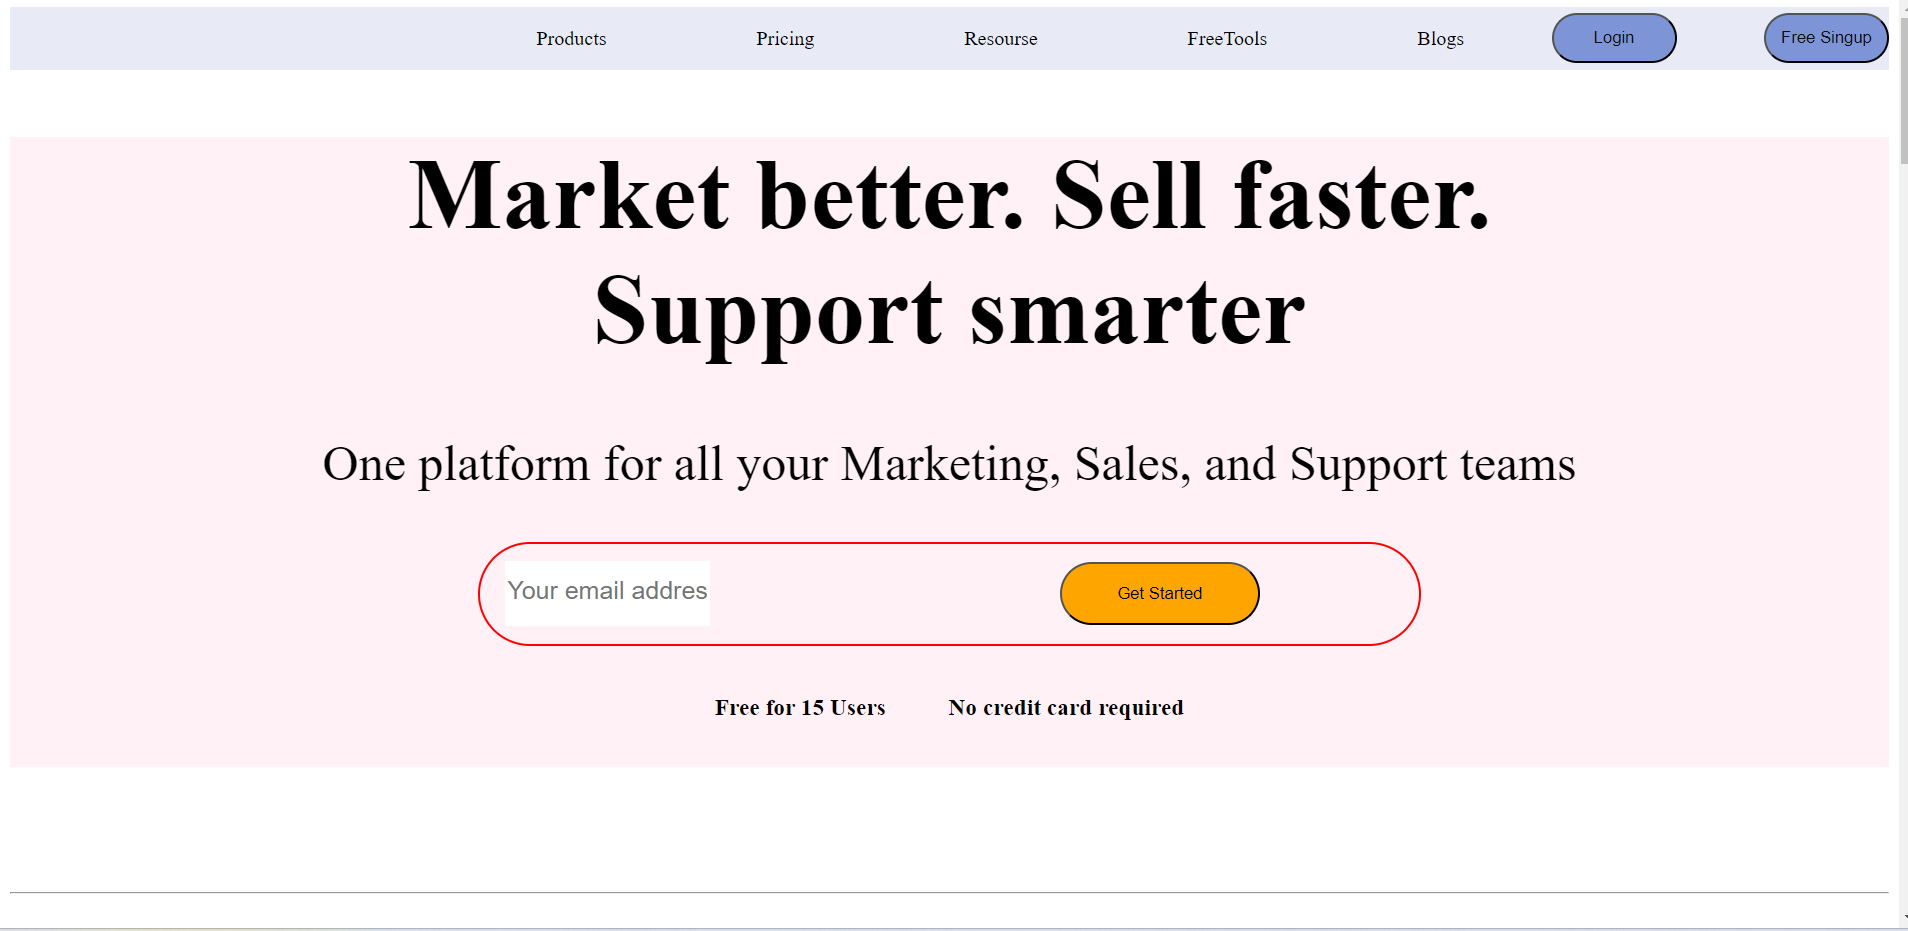 Products Pricing Resourse FreeTools Blogs Login Free Singup
Market better. Sell faster.
Support smarter
One platform for all your Marketing, Sales, and Support teams
Your email addres Get Started
Free for 15 Users No credit card required